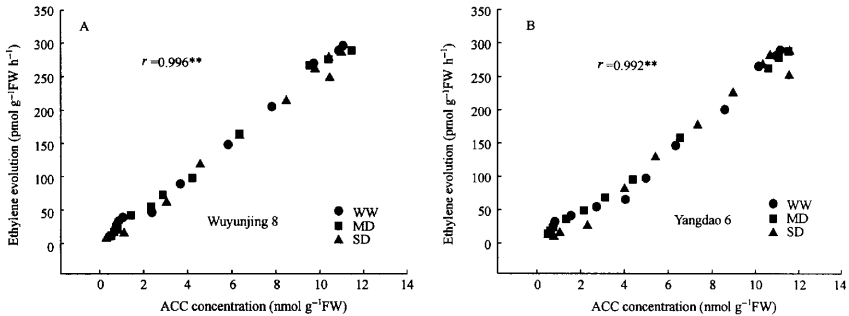 A
r =0.996**
Ethylene evolution (pmol g⁻¹FW h⁻¹)
350
300
250
200
150
100
50
0
Wuyunjing 8
WW
MD
SD
0 2 4 6 8 10 12 14
ACC concentration (nmol g⁻¹FW)
B
r =0.992**
Ethylene evolution (pmol g⁻¹FW h⁻¹)
350
300
250
200
150
100
50
0
Yangdao 6
WW
MD
SD
0 2 4 6 8 10 12 14
ACC concentration (nmol g⁻¹FW)